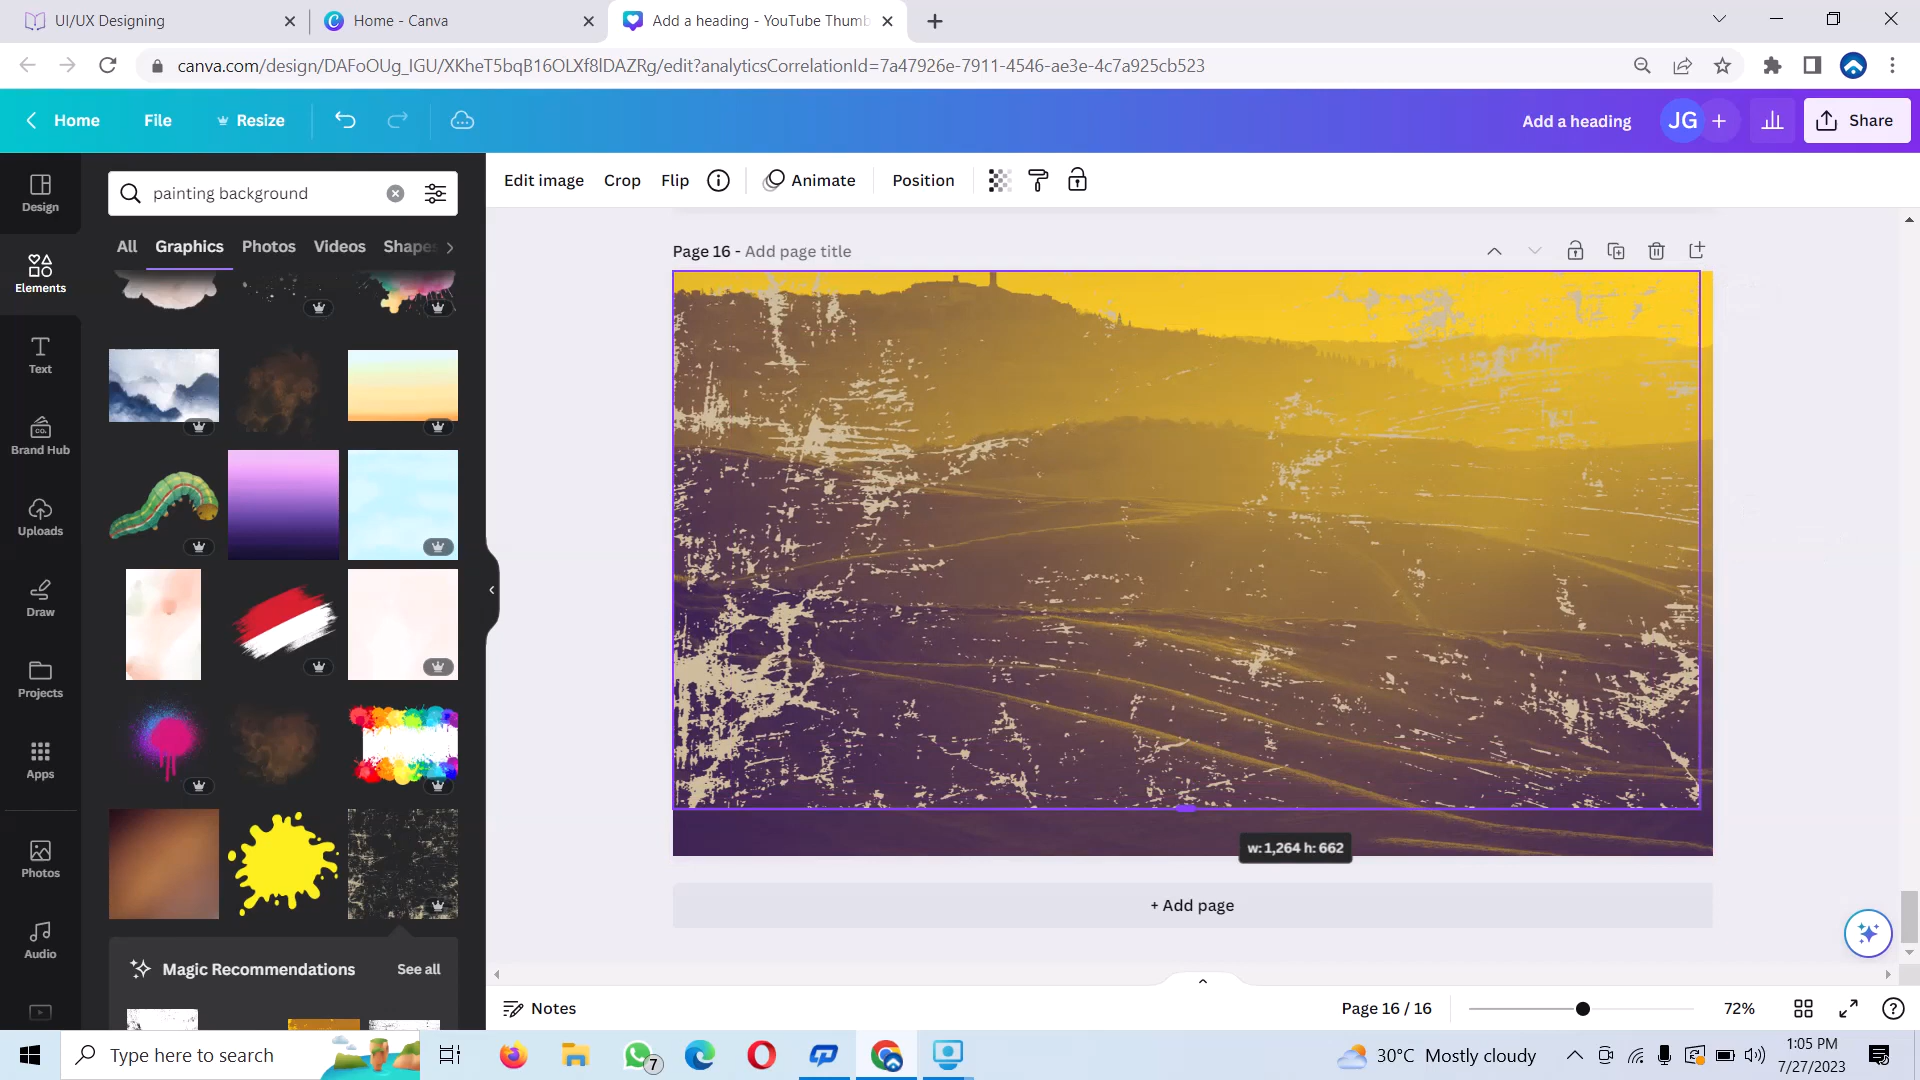 UI/UX Designing
Home - Canva
Add a heading - YouTube Thumb
canva.com/design/DAFoOUg_IGU/XKheT5bqB16OLXf8IDAZRg/edit?analyticsCorrelationId=7a47926e-7911-4546-ae3e-4c7a925cb523
Home
File
Resize
Add a heading
JG
+
Share
Design
Elements
Text
Brand Hub
Uploads
Draw
Projects
Apps
Photos
Audio
painting background
All
Graphics
Photos
Videos
Shapes
Magic Recommendations
See all
Edit image
Crop
Flip
Animate
Position
Page 16 - Add page title
w: 1,264 h: 662
+ Add page
Notes
Page 16 / 16
72%
Type here to search
7
30°C Mostly cloudy
1:05 PM
7/27/2023